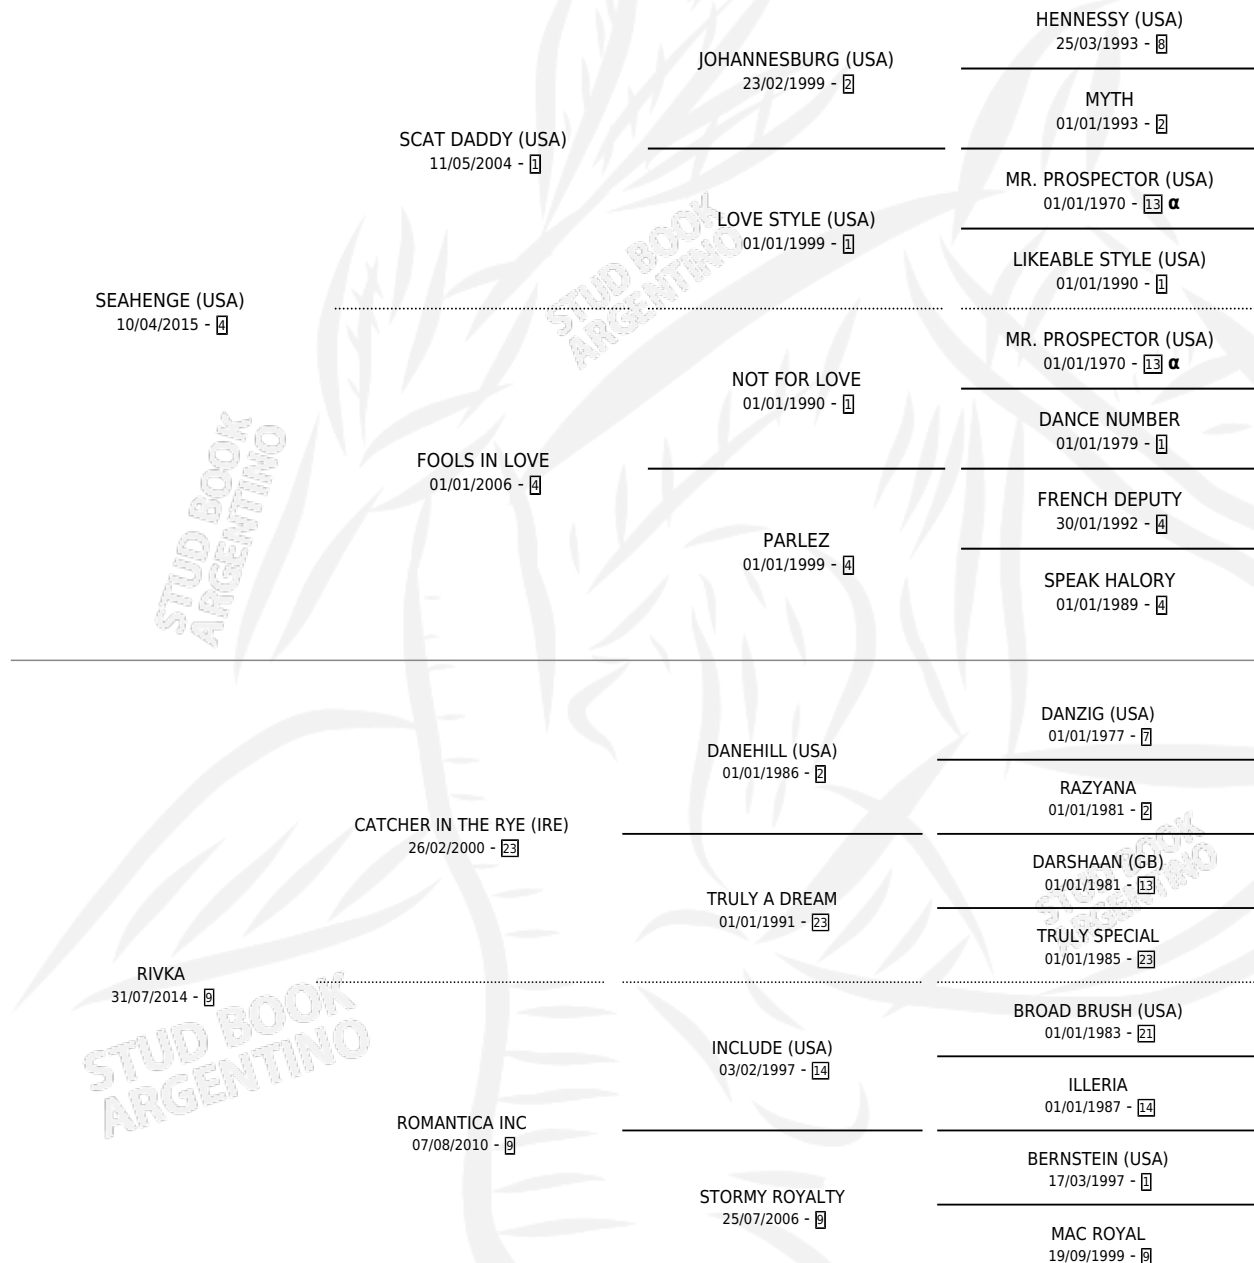 HENNESSY (USA)
25/03/1993 - 8
JOHANNESBURG (USA)
23/02/1999 - 2
MYTH
01/01/1993 - 2
SCAT DADDY (USA)
11/05/2004 - 1
MR. PROSPECTOR (USA)
01/01/1970 - 13 α
LOVE STYLE (USA)
01/01/1999 - 1
LIKEABLE STYLE (USA)
01/01/1990 - 1
SEAHENGE (USA)
10/04/2015 - 4
MR. PROSPECTOR (USA)
01/01/1970 - 13 α
NOT FOR LOVE
01/01/1990 - 1
DANCE NUMBER
01/01/1979 - 1
FOOLS IN LOVE
01/01/2006 - 4
FRENCH DEPUTY
30/01/1992 - 4
PARLEZ
01/01/1999 - 4
SPEAK HALORY
01/01/1989 - 4
DANZIG (USA)
01/01/1977 - 7
DANEHILL (USA)
01/01/1986 - 2
RAZYANA
01/01/1981 - 2
CATCHER IN THE RYE (IRE)
26/02/2000 - 23
DARSHAAN (GB)
01/01/1981 - 13
TRULY A DREAM
01/01/1991 - 23
TRULY SPECIAL
01/01/1985 - 23
RIVKA
31/07/2014 - 9
BROAD BRUSH (USA)
01/01/1983 - 21
INCLUDE (USA)
03/02/1997 - 14
ILLERIA
01/01/1987 - 14
ROMANTICA INC
07/08/2010 - 9
BERNSTEIN (USA)
17/03/1997 - 1
STORMY ROYALTY
25/07/2006 - 9
MAC ROYAL
19/09/1999 - 9
STUD BOOK
ARGENTINO
STUD BOOK
ARGENTINO
STUD BOOK
ARGENTINO
STUD BOOK
ARGENTINO